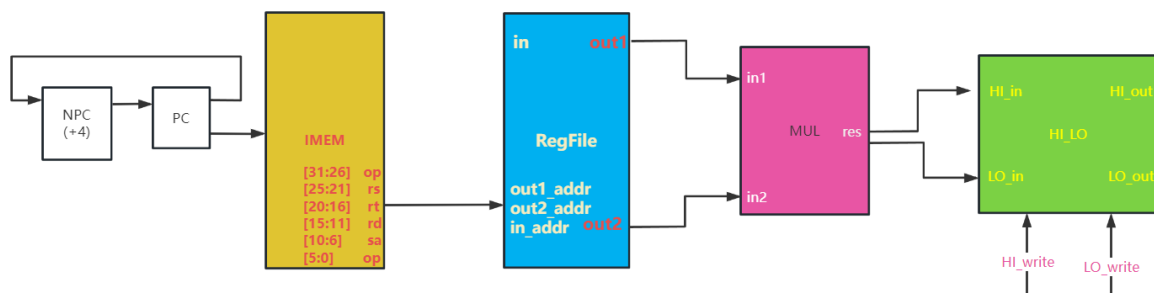 NPC
(+4)
PC
IMEM
[31:26] op
[25:21] rs
[20:16] rt
[15:11] rd
[10:6] sa
[5:0] op
in
out1
RegFile
out1_addr
out2_addr
in_addr
out2
in1
MUL
res
in2
HI_in
HI_out
HI_LO
LO_in
LO_out
HI_write
LO_write